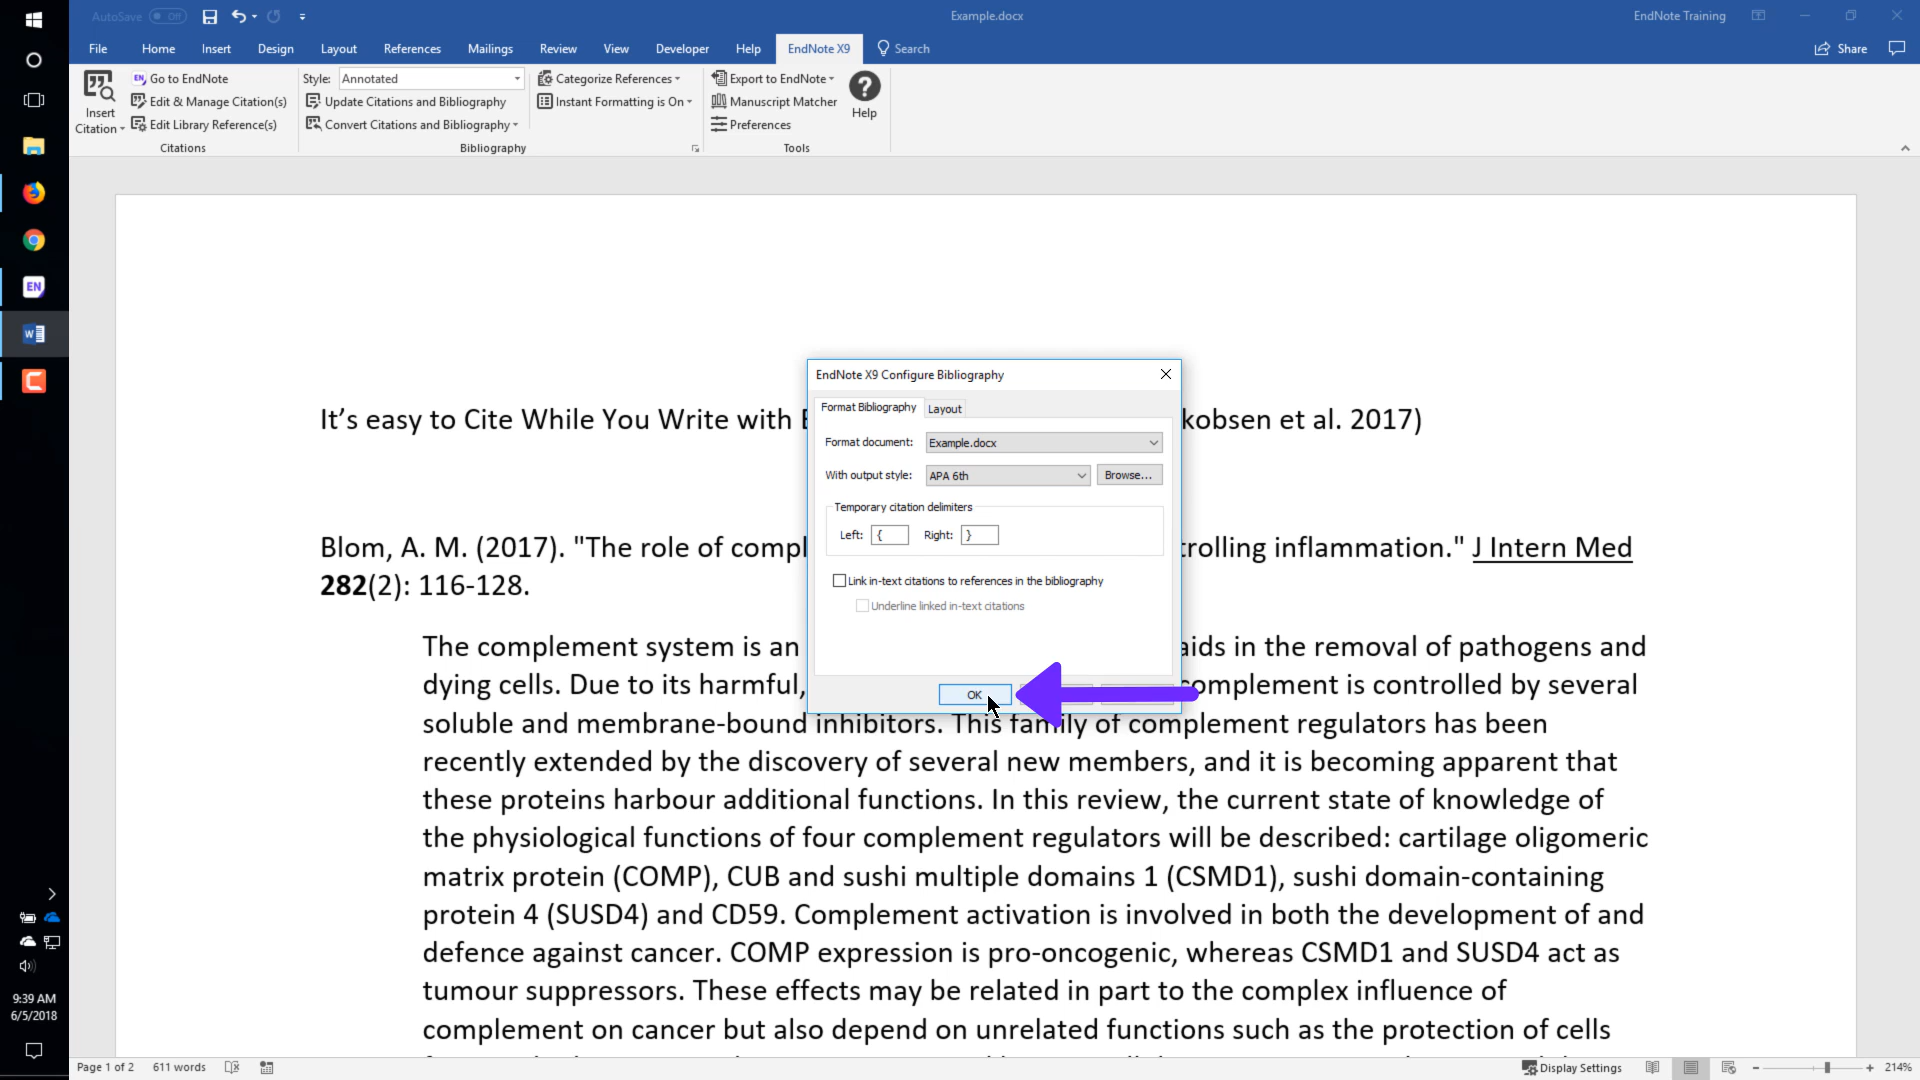 AutoSave Off
Example.docx
EndNote Training
File Home Insert Design Layout References Mailings Review View Developer Help EndNote X9 Search
Share
Insert
Citation
EN Go to EndNote
Edit & Manage Citation(s)
Edit Library Reference(s)
Citations
Style: Annotated
Update Citations and Bibliography
Convert Citations and Bibliography
Categorize References
Instant Formatting is On
Bibliography
Export to EndNote
Manuscript Matcher
Preferences
Help
Tools
EN
W
It’s easy to Cite While You Write with
kobsen et al. 2017)
Blom, A. M. (2017). "The role of compl
trolling inflammation." J Intern Med
282(2): 116-128.
The complement system is an
aids in the removal of pathogens and
dying cells. Due to its harmful,
complement is controlled by several
soluble and membrane-bound inhibitors. This family of complement regulators has been
recently extended by the discovery of several new members, and it is becoming apparent that
these proteins harbour additional functions. In this review, the current state of knowledge of
the physiological functions of four complement regulators will be described: cartilage oligomeric
matrix protein (COMP), CUB and sushi multiple domains 1 (CSMD1), sushi domain-containing
protein 4 (SUSD4) and CD59. Complement activation is involved in both the development of and
defence against cancer. COMP expression is pro-oncogenic, whereas CSMD1 and SUSD4 act as
tumour suppressors. These effects may be related in part to the complex influence of
complement on cancer but also depend on unrelated functions such as the protection of cells
EndNote X9 Configure Bibliography
Format Bibliography Layout
Format document: Example.docx
With output style: APA 6th Browse...
Temporary citation delimiters
Left: { Right: }
Link in-text citations to references in the bibliography
Underline linked in-text citations
OK
9:39 AM
6/5/2018
Page 1 of 2 611 words
Display Settings
214%